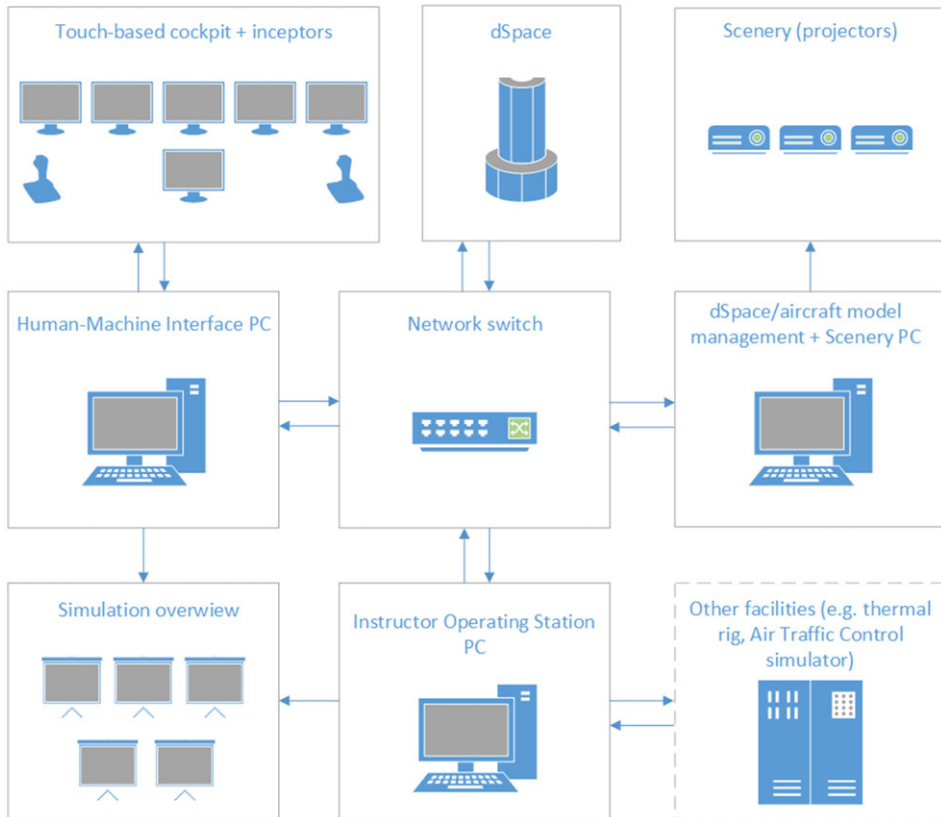 Touch-based cockpit + inceptors
dSpace
Scenery (projectors)
Human-Machine Interface PC
Network switch
dSpace/aircraft model
management + Scenery PC
Simulation overwiew
Instructor Operating Station
PC
Other facilities (e.g. thermal
rig, Air Traffic Control
simulator)